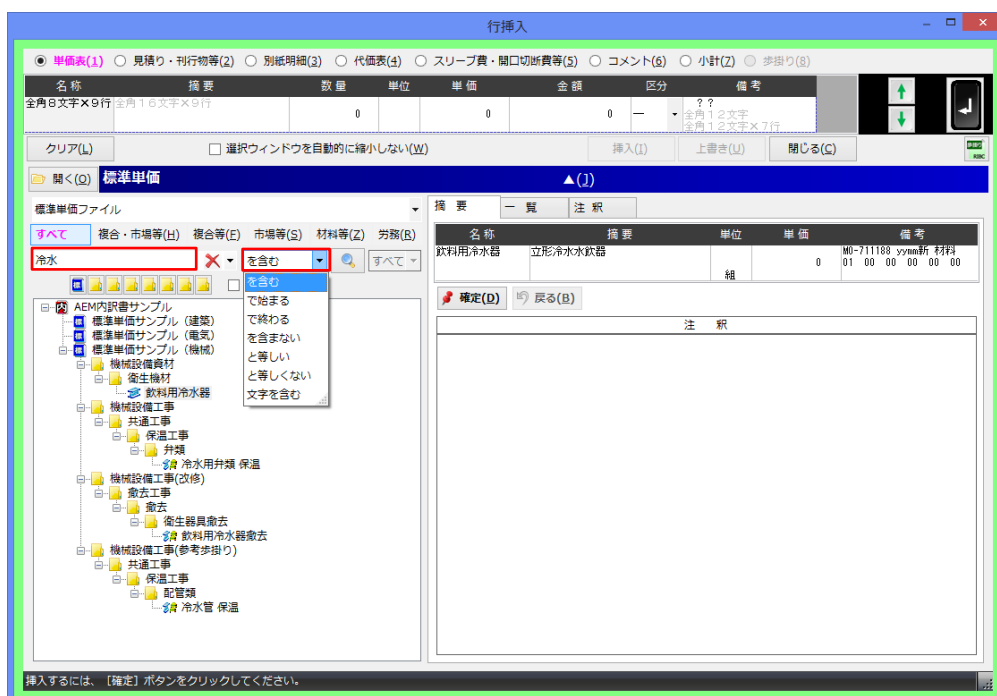 行挿入
単価表(1) 見積り・刊行物等(2) 別紙明細(3) 代価表(4) スリーブ費・開口切断費等(5) コメント(6) 小計(Z) 歩掛り(8)
名 称 摘 要 数 量 単位 単 価 金 額 区分 備 考
全角8文字×9行 全角16文字×9行 0 0 0 ― ??
全角12文字
全角12文字×7行
クリア(L) 選択ウィンドウを自動的に縮小しない(W) 挿入(I) 上書き(U) 閉じる(C)
開く(O) 標準単価 ▲(J)
標準単価ファイル
摘 要 一 覧 注 釈
すべて 複合・市場等(H) 複合等(F) 市場等(S) 材料等(Z) 労務(R)
名 称 摘 要 単位 単 価 備 考
冷水 を含む すべて
飲料用冷水器 立形冷水水飲器 組 0 M0-711188 yymm新 材料
01 00 00 00 00 00
を含む
で始まる
で終わる
を含まない
と等しい
と等しくない
文字を含む
確定(D) 戻る(B)
注 釈
AEM内訳書サンプル
標準単価サンプル（建築）
標準単価サンプル（電気）
標準単価サンプル（機械）
機械設備資材
衛生機材
飲料用冷水器
機械設備工事
共通工事
保温工事
弁類
冷水用弁類 保温
機械設備工事(改修)
撤去工事
撤去
衛生器具撤去
飲料用冷水器撤去
機械設備工事(参考歩掛り)
共通工事
保温工事
配管類
冷水管 保温
挿入するには、［確定］ボタンをクリックしてください。